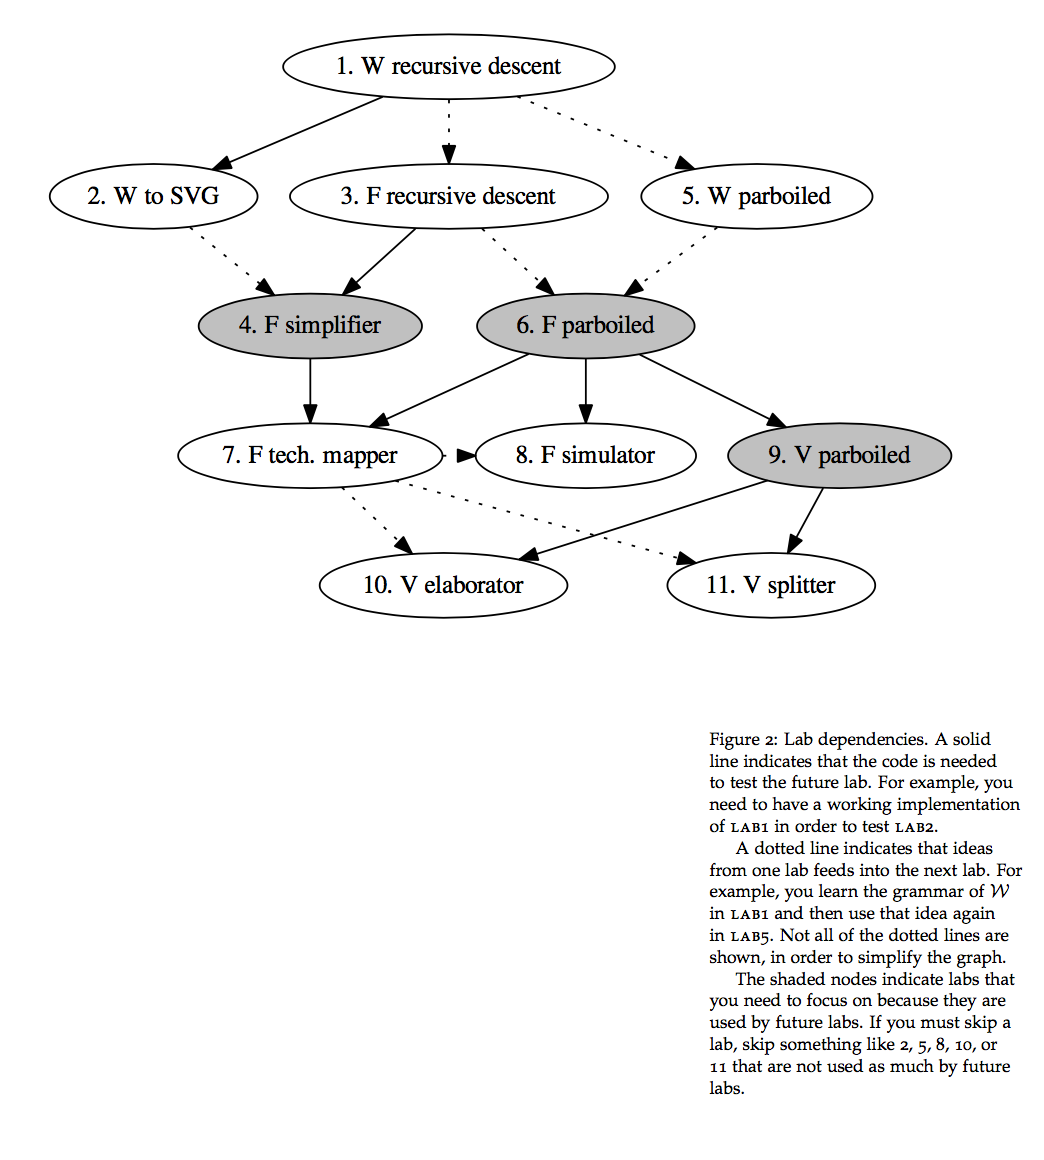 1. W recursive descent
2. W to SVG
3. F recursive descent
5. W parboiled
4. F simplifier
6. F parboiled
7. F tech. mapper
8. F simulator
9. V parboiled
10. V elaborator
11. V splitter
Figure 2: Lab dependencies. A solid
line indicates that the code is needed
to test the future lab. For example, you
need to have a working implementation
of LAB1 in order to test LAB2.
A dotted line indicates that ideas
from one lab feeds into the next lab. For
example, you learn the grammar of W
in LAB1 and then use that idea again
in LAB5. Not all of the dotted lines are
shown, in order to simplify the graph.
The shaded nodes indicate labs that
you need to focus on because they are
used by future labs. If you must skip a
lab, skip something like 2, 5, 8, 10, or
11 that are not used as much by future
labs.